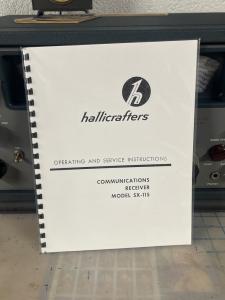 h
hallicrafters
OPERATING AND SERVICE INSTRUCTIONS
COMMUNICATIONS
RECEIVER
MODEL SX-115